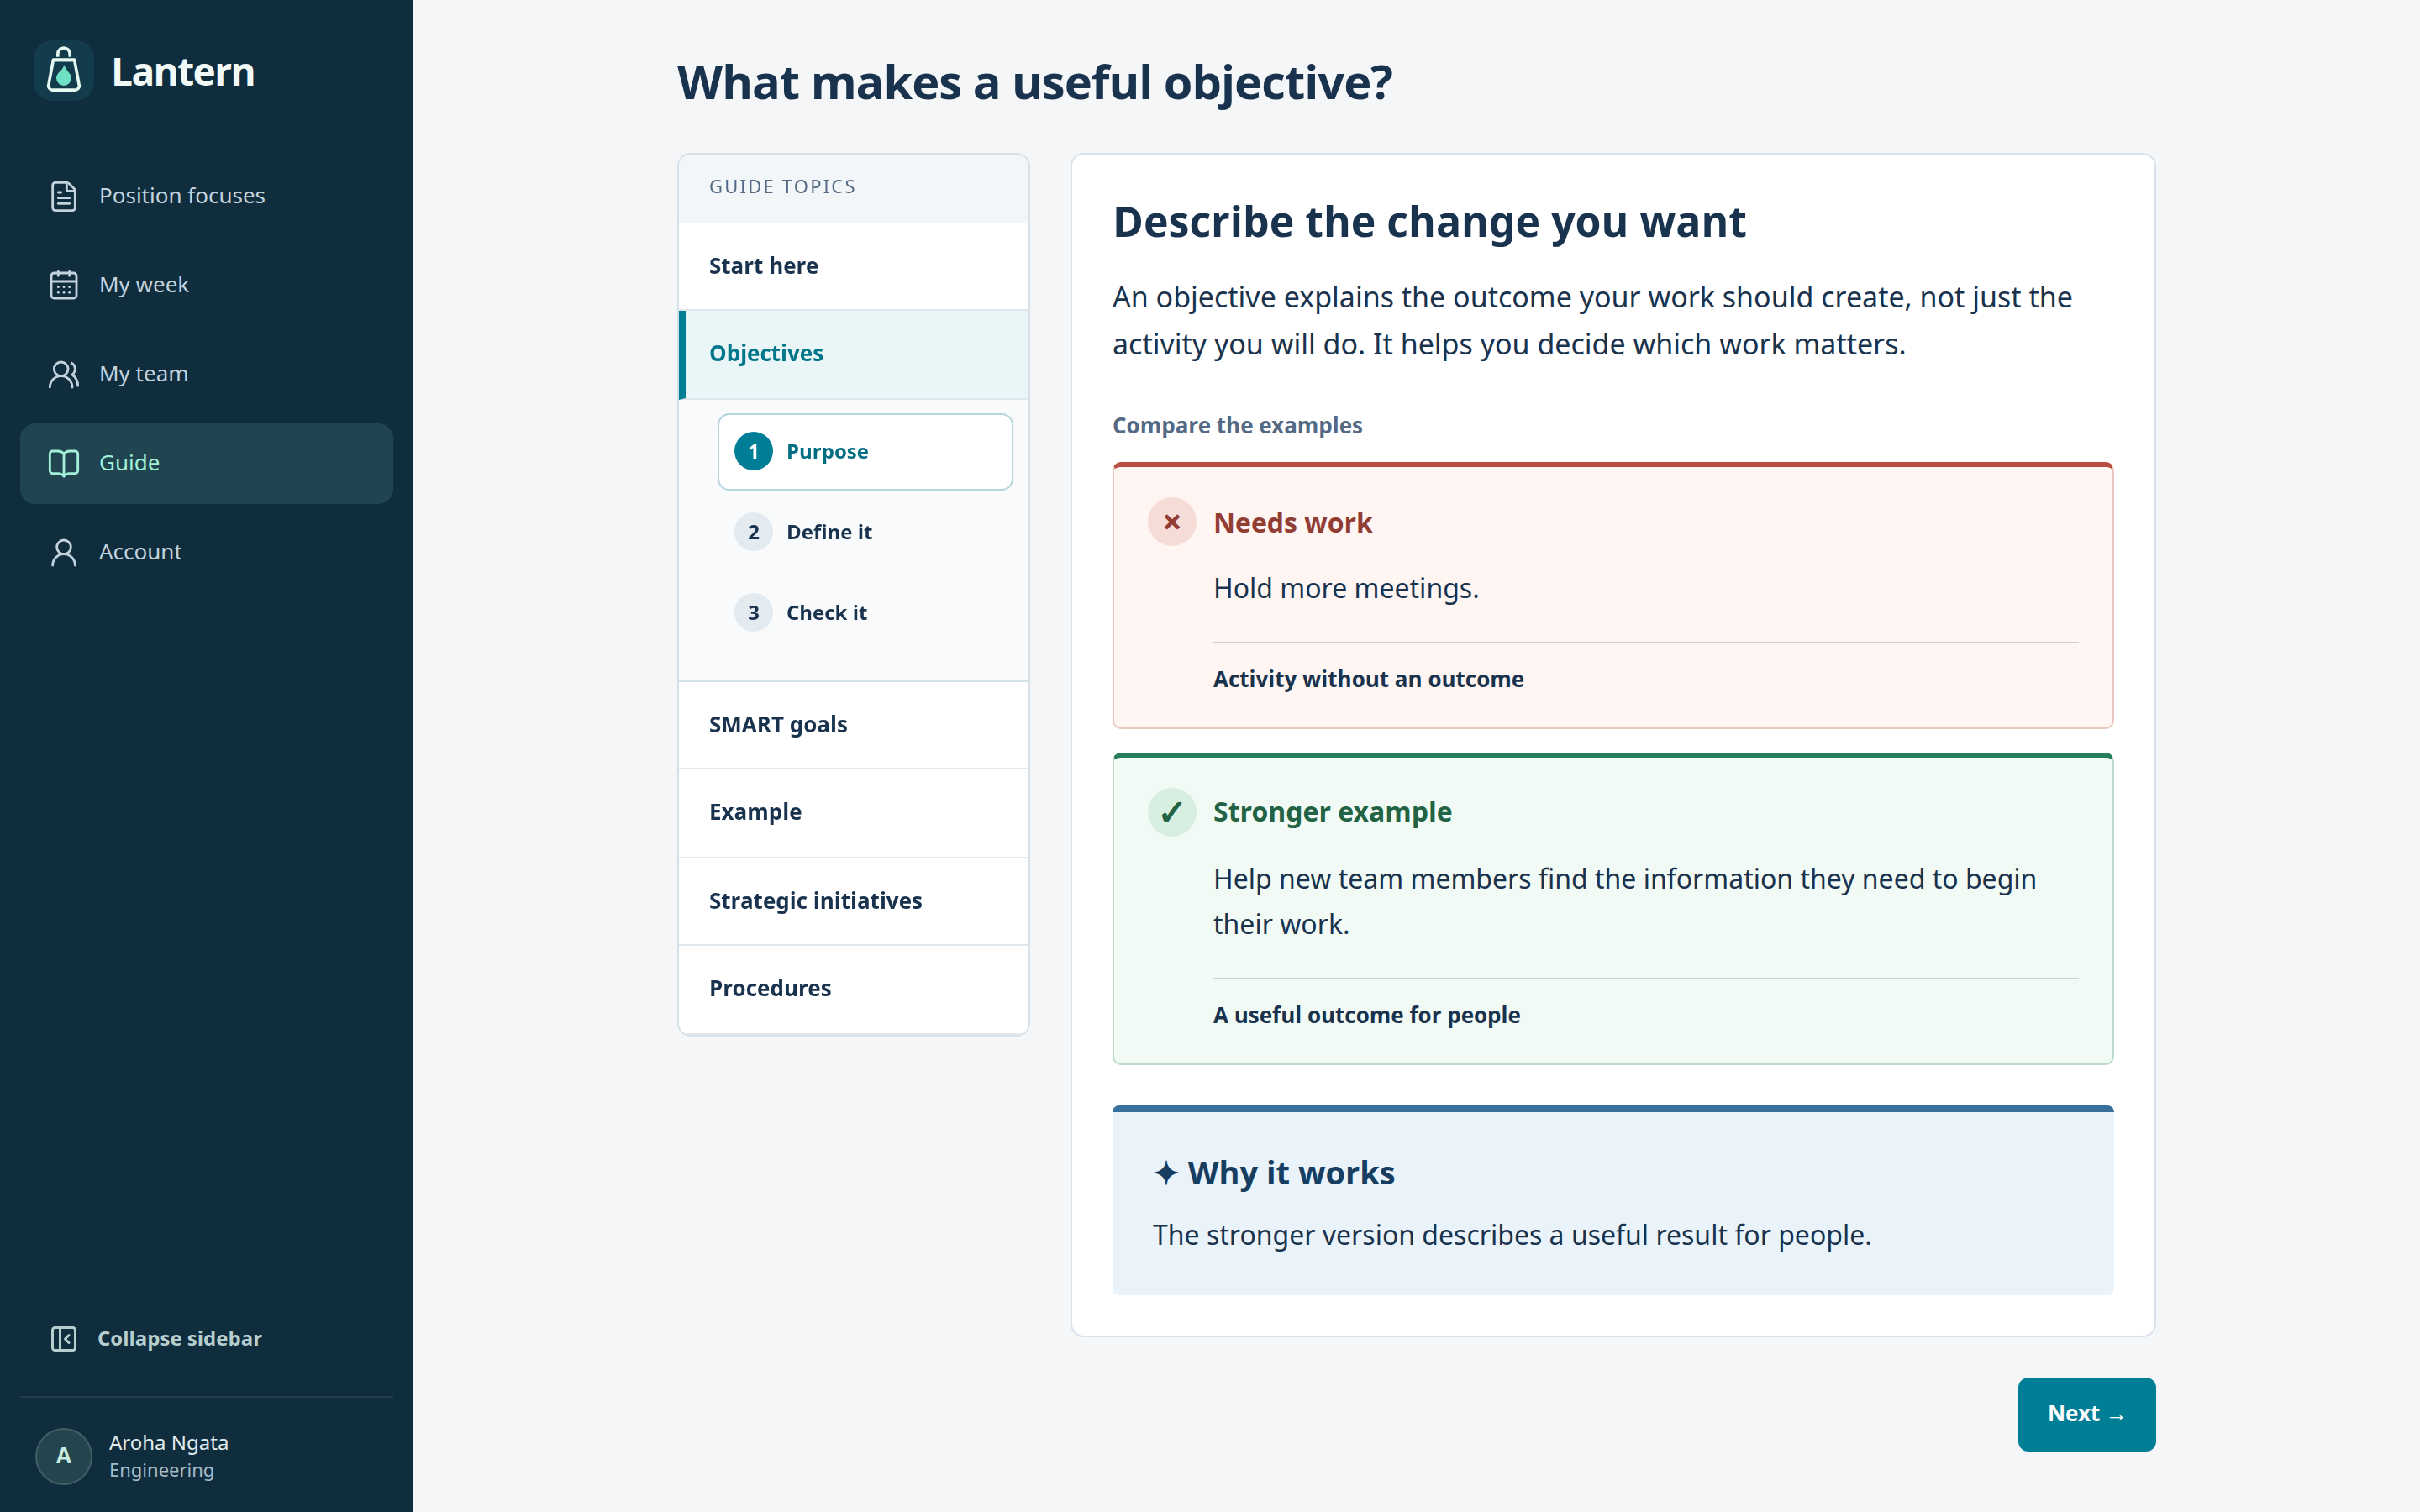 Lantern
Position focuses
My week
My team
Guide
Account
Collapse sidebar
A
Aroha Ngata
Engineering
What makes a useful objective?
GUIDE TOPICS
Start here
Objectives
1 Purpose
2 Define it
3 Check it
SMART goals
Example
Strategic initiatives
Procedures
Describe the change you want
An objective explains the outcome your work should create, not just the
activity you will do. It helps you decide which work matters.
Compare the examples
× Needs work
Hold more meetings.
Activity without an outcome
✓ Stronger example
Help new team members find the information they need to begin
their work.
A useful outcome for people
✦ Why it works
The stronger version describes a useful result for people.
Next →